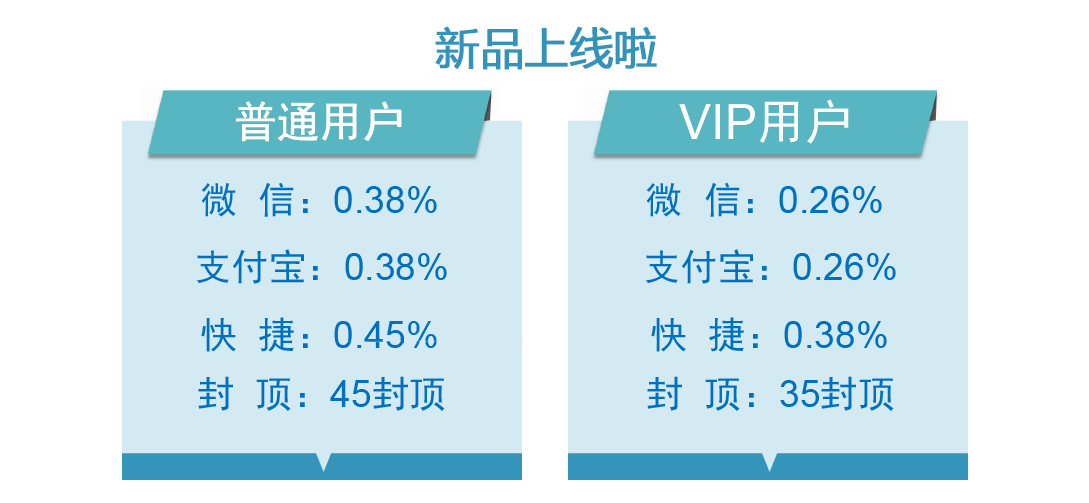 新品上线啦
普通用户
微 信：0.38%
支付宝：0.38%
快 捷：0.45%
封 顶：45封顶
VIP用户
微 信：0.26%
支付宝：0.26%
快 捷：0.38%
封 顶：35封顶